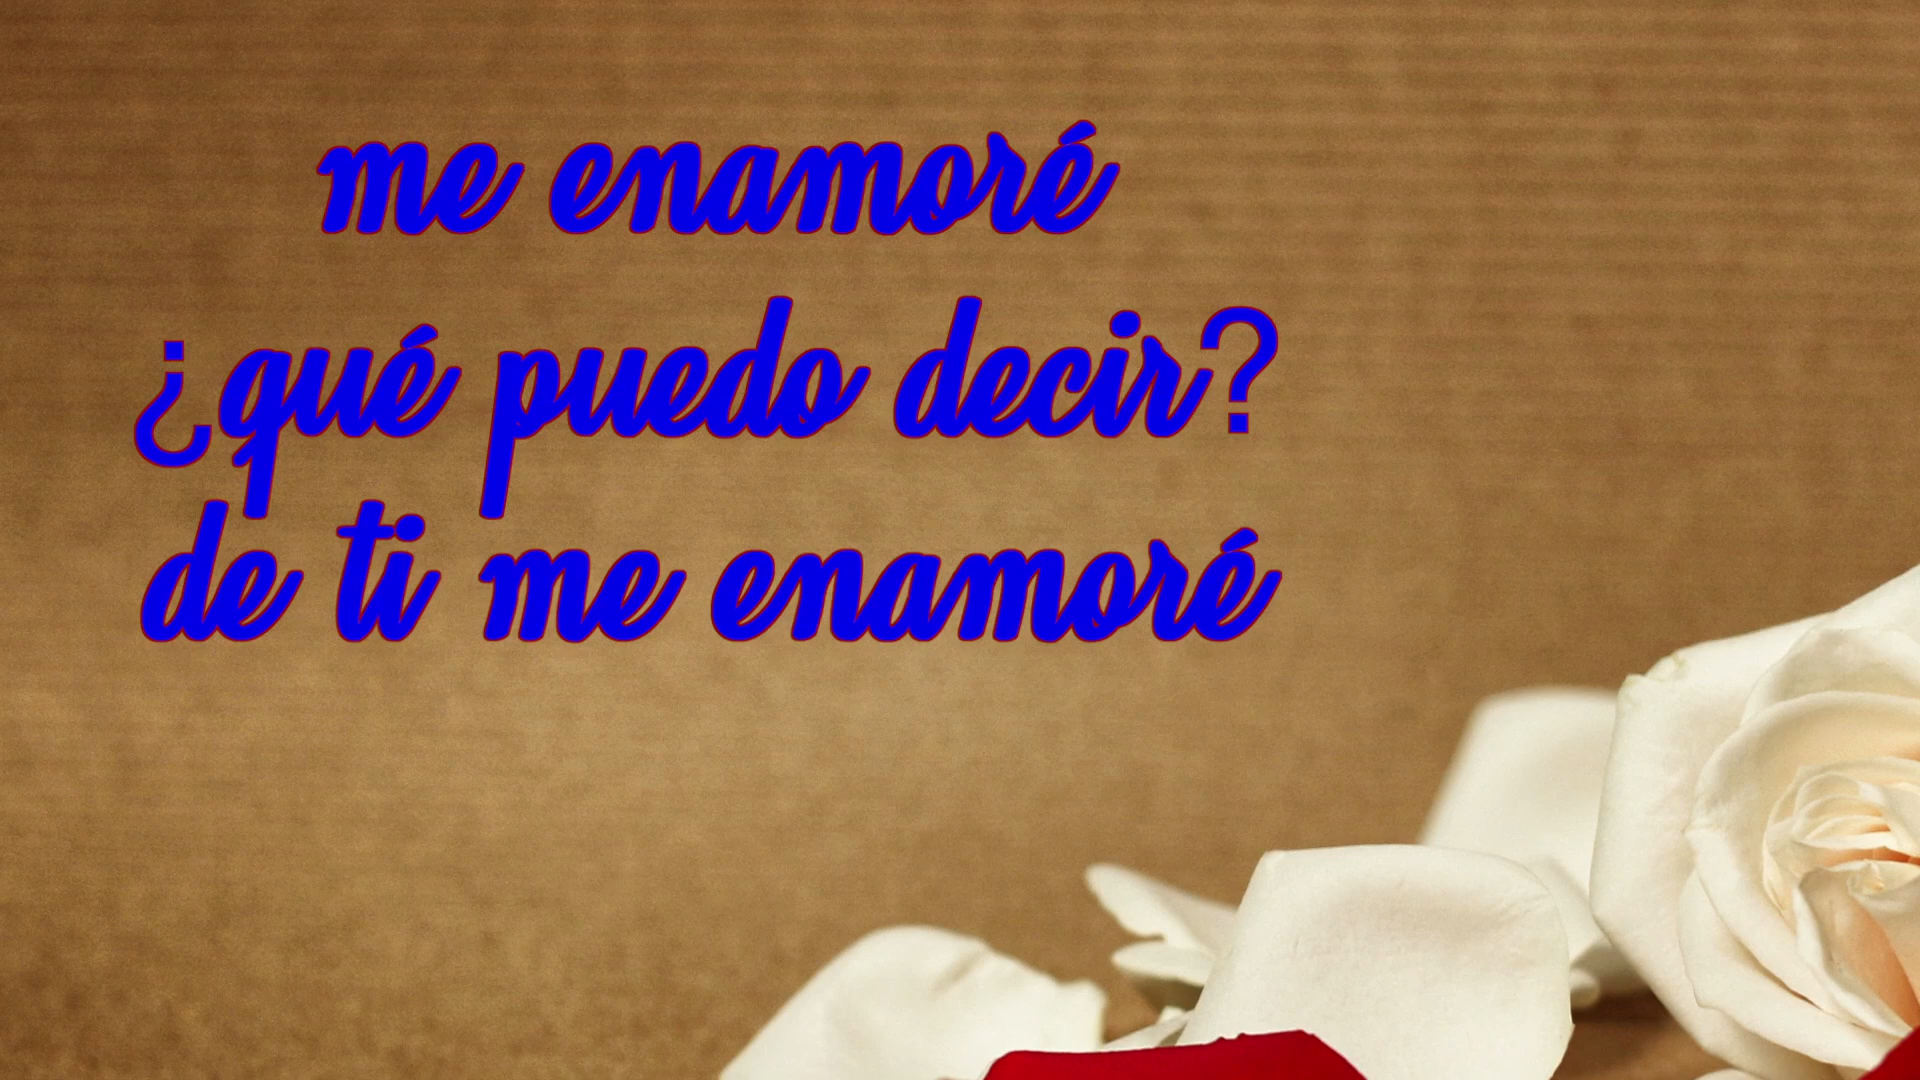 me enamoré
¿qué puedo decir?
de ti me enamoré